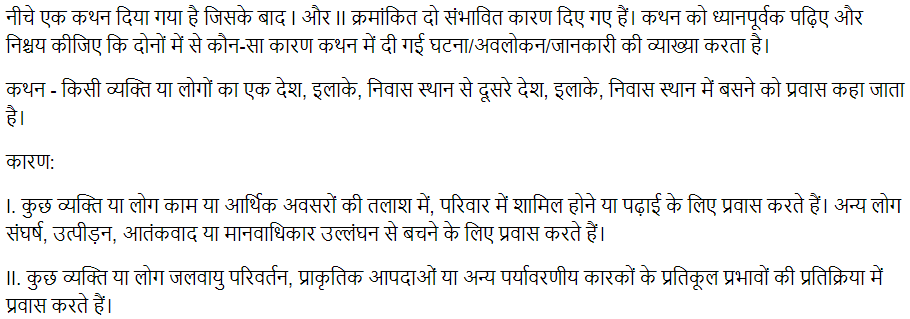 नीचे एक कथन दिया गया है जिसके बाद I और II क्रमांकित दो संभावित कारण दिए गए हैं। कथन को ध्यानपूर्वक पढ़िए और
निश्चय कीजिए कि दोनों में से कौन-सा कारण कथन में दी गई घटना/अवलोकन/जानकारी की व्याख्या करता है।
कथन - किसी व्यक्ति या लोगों का एक देश, इलाके, निवास स्थान से दूसरे देश, इलाके, निवास स्थान में बसने को प्रवास कहा जाता
है।
कारण:
I. कुछ व्यक्ति या लोग काम या आर्थिक अवसरों की तलाश में, परिवार में शामिल होने या पढ़ाई के लिए प्रवास करते हैं। अन्य लोग
संघर्ष, उत्पीड़न, आतंकवाद या मानवाधिकार उल्लंघन से बचने के लिए प्रवास करते हैं।
II. कुछ व्यक्ति या लोग जलवायु परिवर्तन, प्राकृतिक आपदाओं या अन्य पर्यावरणीय कारकों के प्रतिकूल प्रभावों की प्रतिक्रिया में
प्रवास करते हैं।